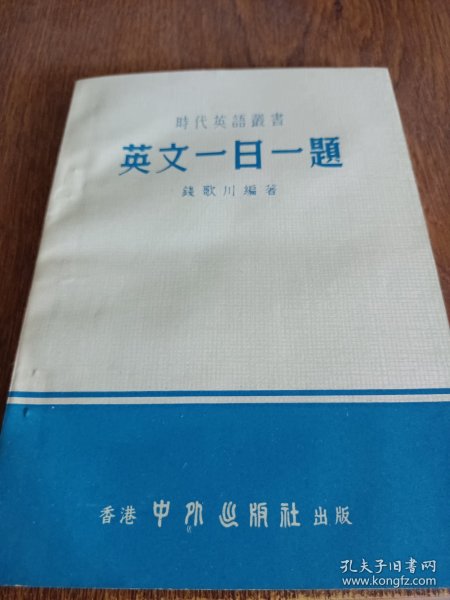 時代英語叢書
英文一日一題
錢歌川編著
香港中外出版社出版
孔夫子旧书网
www.kongfz.com